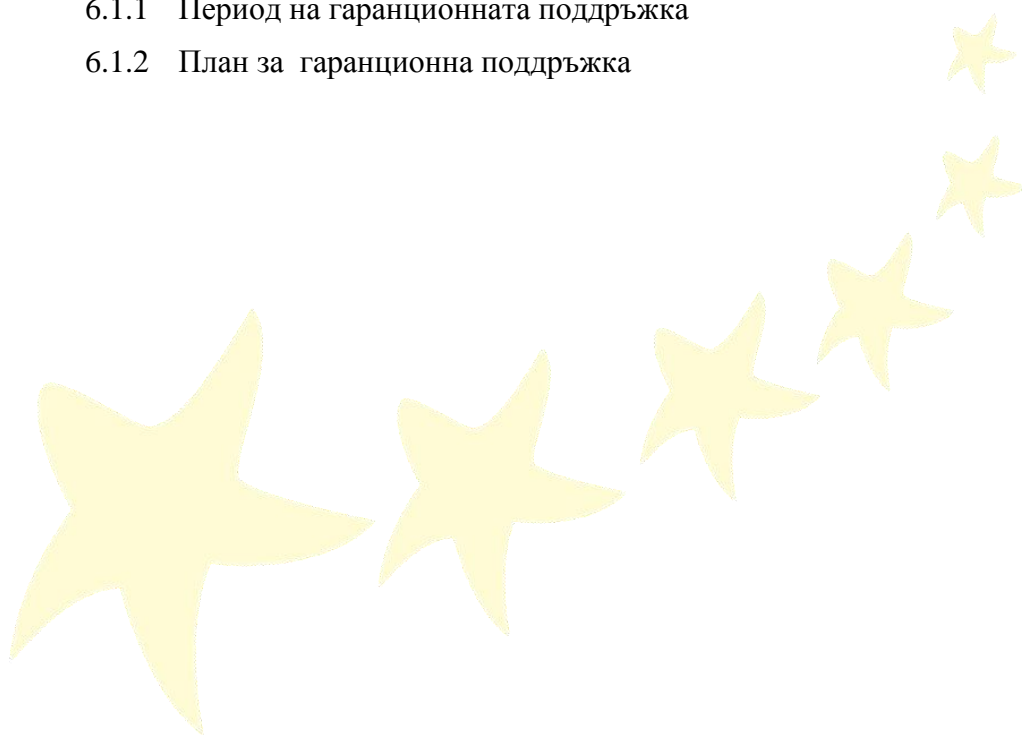 6.1.1 Период на гаранционната поддръжка
6.1.2 План за гаранционна поддръжка